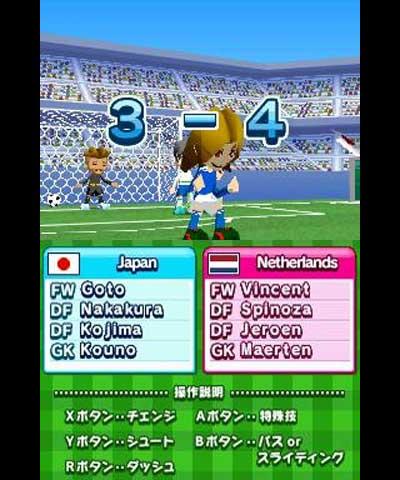 3 - 4
Japan
FW Goto
DF Nakakura
DF Kojima
GK Kouno
Netherlands
FW Vincent
DF Spinoza
DF Jeroen
GK Maerten
操作説明
Xボタン‥チェンジ
Yボタン‥シュート
Rボタン‥ダッシュ
Aボタン‥特殊技
Bボタン‥パス or
スライディング